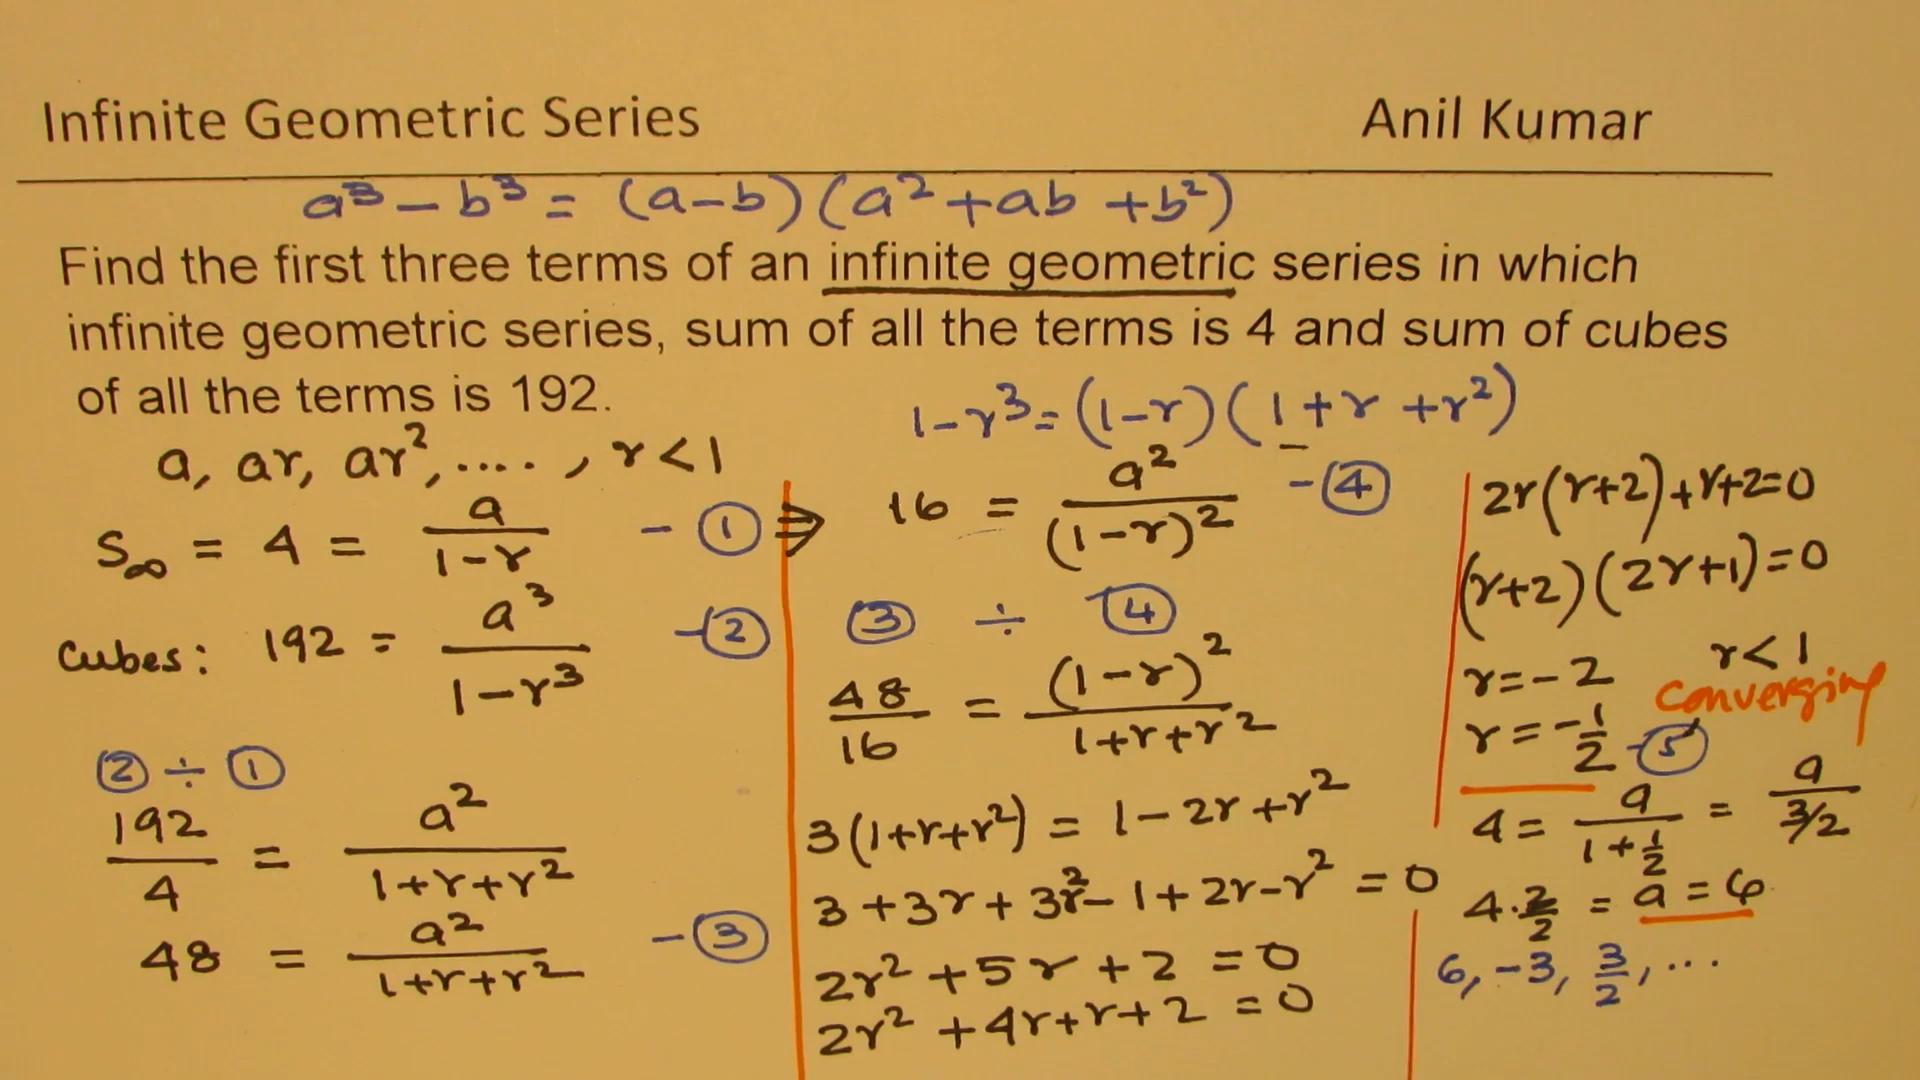 Infinite Geometric Series Anil Kumar
a³ - b³ = (a-b)(a² + ab + b²)
Find the first three terms of an infinite geometric series in which
infinite geometric series, sum of all the terms is 4 and sum of cubes
of all the terms is 192.
a, ar, ar², ...., r < 1
S∞ = 4 = a/(1-r) - ①
Cubes: 192 = a³/(1-r³) - ②
② ÷ ①
192/4 = a²/(1+r+r²)
48 = a²/(1+r+r²) - ③
1-r³ = (1-r)(1+r+r²)
⇒ 16 = a²/(1-r)² - ④
③ ÷ ④
48/16 = (1-r)²/(1+r+r²)
3(1+r+r²) = 1-2r+r²
3+3r+3r²-1+2r-r² = 0
2r²+5r+2 = 0
2r²+4r+r+2 = 0
2r(r+2)+r+2=0
(r+2)(2r+1)=0
r=-2 r<1
converging
r=-1/2 - ⑤
4 = a/(1+1/2) = a/(3/2)
a = 6
6, -3, 3/2, ...